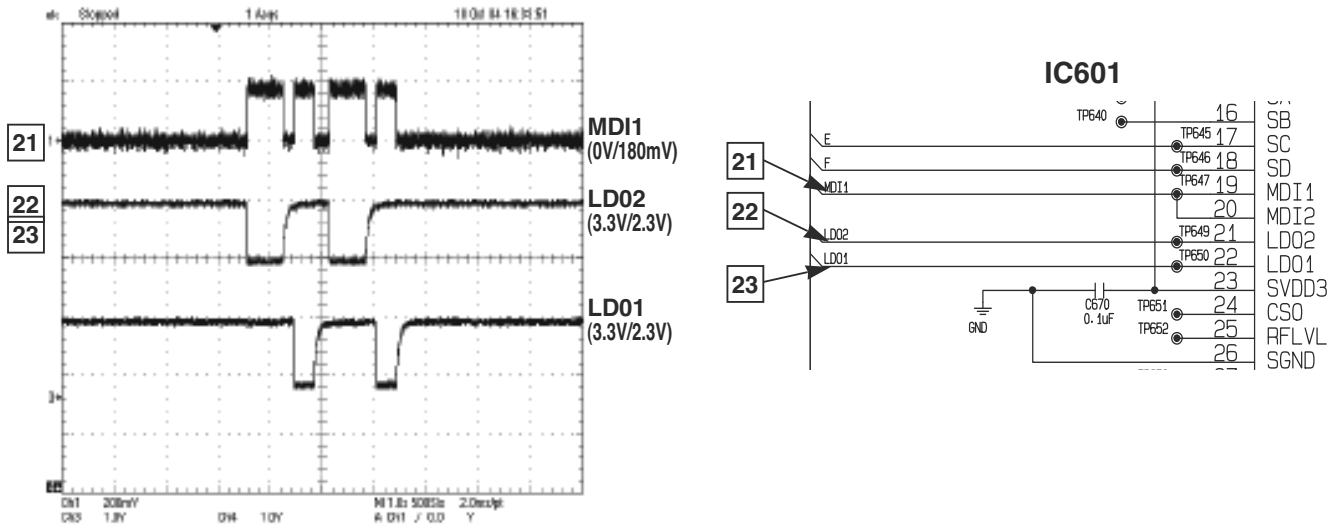 Stopped
1 Acqs
21
22
23
MDI1
(0V/180mV)
LD02
(3.3V/2.3V)
LD01
(3.3V/2.3V)
Ch1 200mV
Ch3 1.0V
Ch4 1.0V
IC601
TP640 16 SB
E TP645 17 SC
F TP646 18 SD
21 MDI1 TP647 19 MDI1
20 MDI2
22 LD02 TP649 21 LD02
23 LD01 TP650 22 LD01
23 SVDD3
GND
C670
0.1uF
TP651 24 CSO
TP652 25 RFLVL
26 SGND